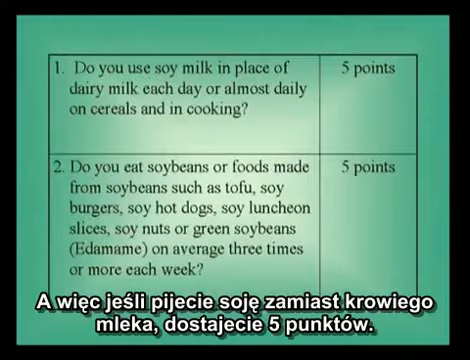 1. Do you use soy milk in place of
dairy milk each day or almost daily
on cereals and in cooking?
5 points
2. Do you eat soybeans or foods made
from soybeans such as tofu, soy
burgers, soy hot dogs, soy luncheon
slices, soy nuts or green soybeans
(Edamame) on average three times
or more each week?
5 points
A więc jeśli pijecie soję zamiast krowiego
mleka, dostajecie 5 punktów.